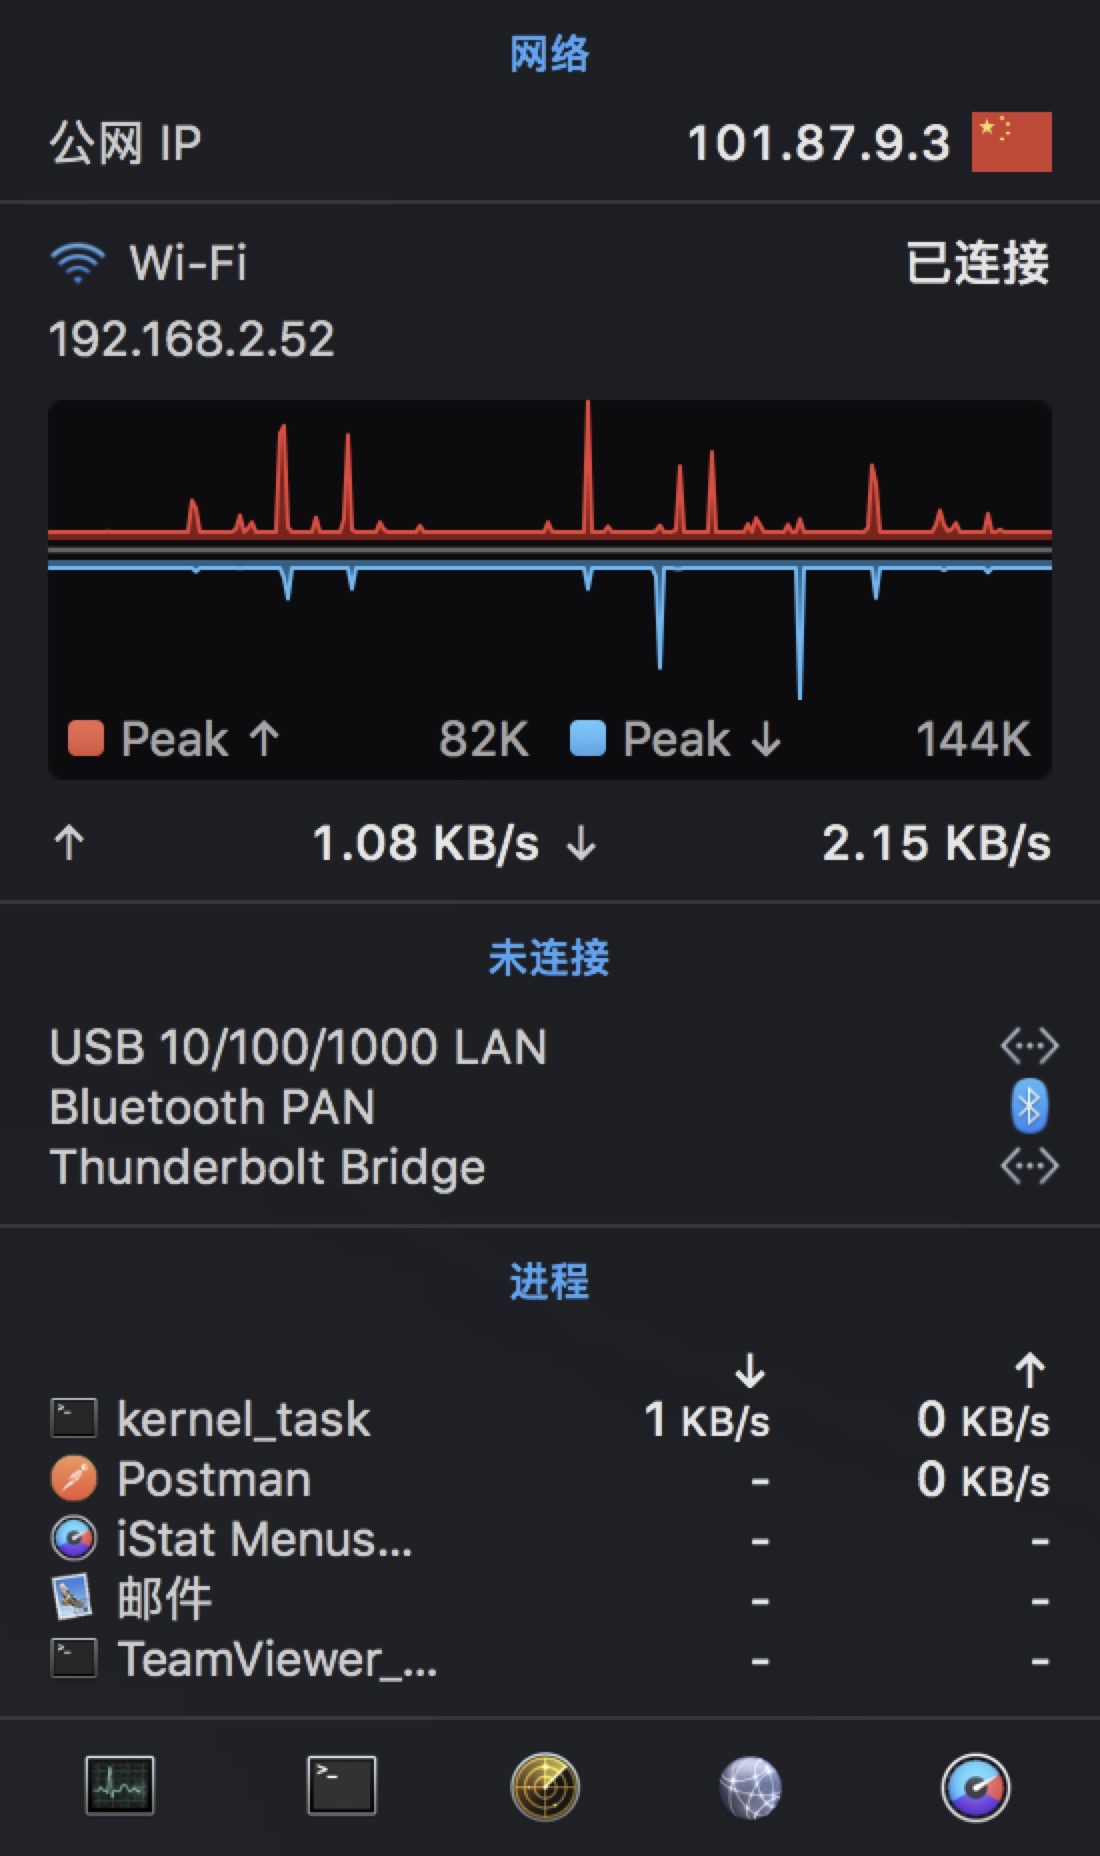 网络
公网 IP 101.87.9.3
Wi-Fi 已连接
192.168.2.52
Peak ↑ 82K Peak ↓ 144K
↑ 1.08 KB/s ↓ 2.15 KB/s
未连接
USB 10/100/1000 LAN
Bluetooth PAN
Thunderbolt Bridge
进程
↓ ↑
kernel_task 1 KB/s 0 KB/s
Postman - 0 KB/s
iStat Menus... - -
邮件 - -
TeamViewer_... - -